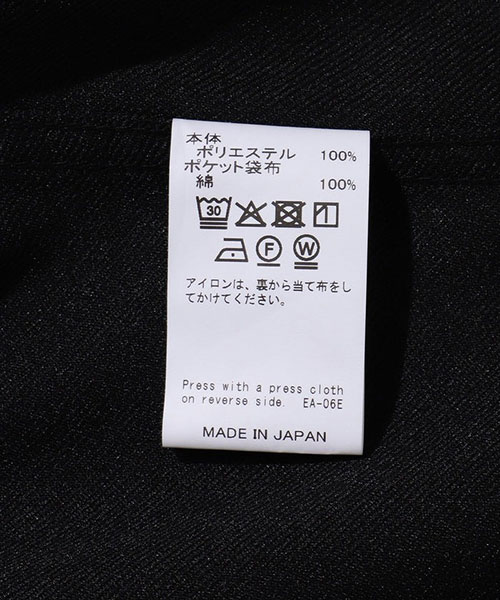 本体
ポリエステル 100%
ポケット袋布
綿 100%
30
F W
アイロンは、裏から当て布をし
てかけてください。
Press with a press cloth
on reverse side. EA-06E
MADE IN JAPAN